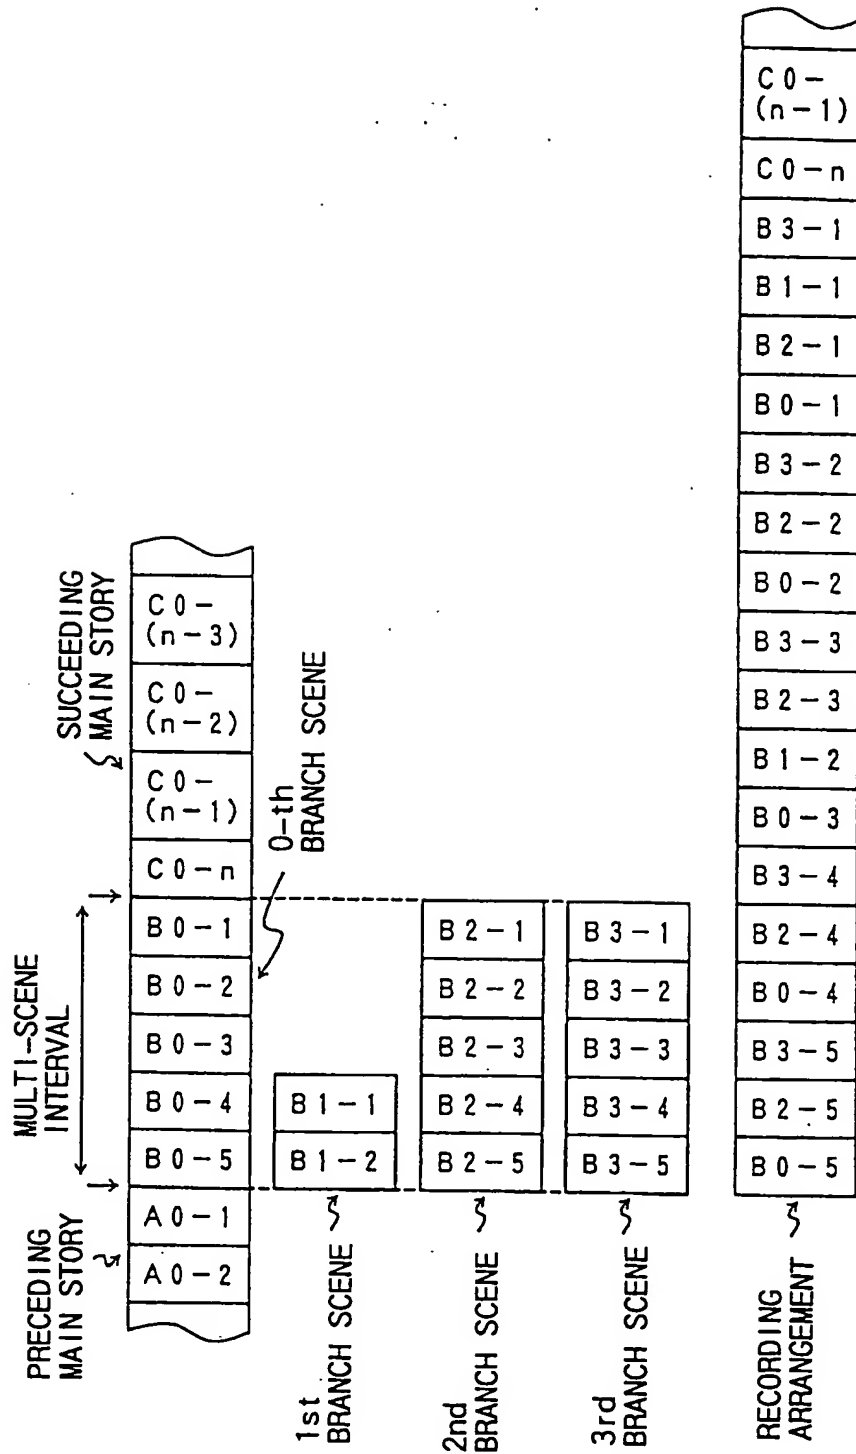 PRECEDING
MAIN STORY
MULTI-SCENE
INTERVAL
SUCCEEDING
MAIN STORY
A0-2
A0-1
B0-5
B0-4
B0-3
B0-2
B0-1
C0-n
C0-
(n-1)
C0-
(n-2)
C0-
(n-3)
0-th
BRANCH SCENE
1st
BRANCH SCENE
B1-2
B1-1
2nd
BRANCH SCENE
B2-5
B2-4
B2-3
B2-2
B2-1
3rd
BRANCH SCENE
B3-5
B3-4
B3-3
B3-2
B3-1
RECORDING
ARRANGEMENT
B0-5
B2-5
B3-5
B0-4
B2-4
B3-4
B0-3
B1-2
B2-3
B3-3
B0-2
B2-2
B3-2
B0-1
B2-1
B1-1
B3-1
C0-n
C0-
(n-1)